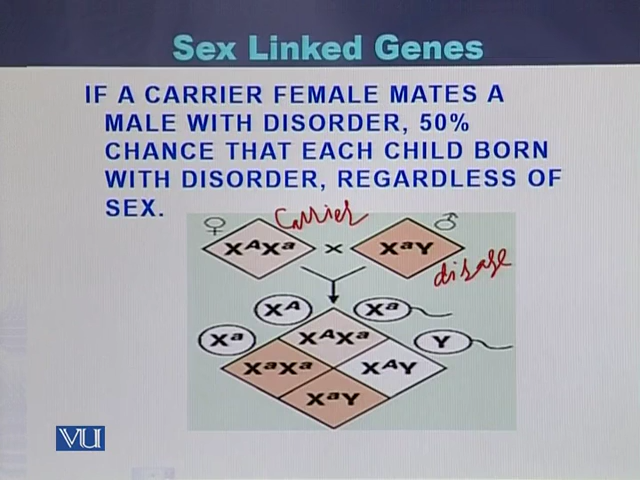 Sex Linked Genes
IF A CARRIER FEMALE MATES A
MALE WITH DISORDER, 50%
CHANCE THAT EACH CHILD BORN
WITH DISORDER, REGARDLESS OF
SEX.
♀ Carrier ♂
XᴬXᵃ × XᵃY
disase
Xᴬ Xᵃ
Xᵃ XᴬXᵃ Y
XᵃXᵃ XᴬY
XᵃY
VU